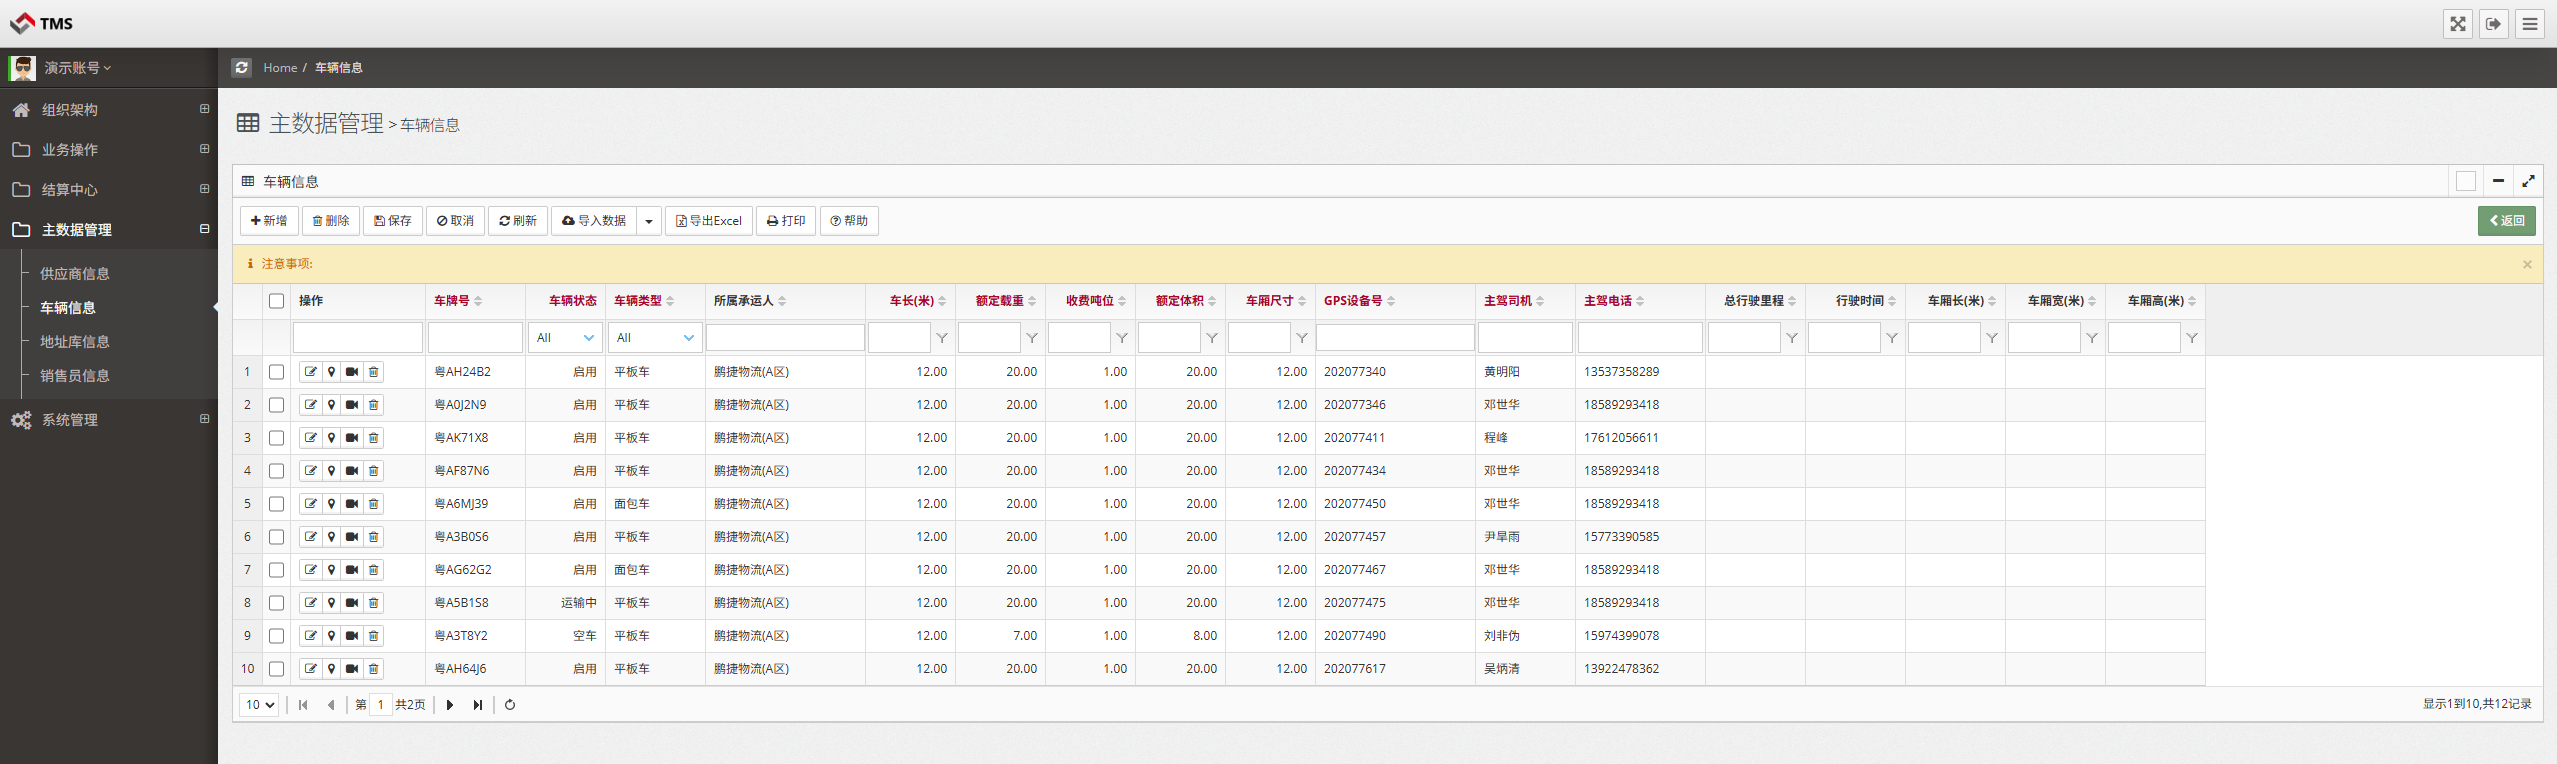 TMS
演示账号
Home / 车辆信息
组织架构
业务操作
结算中心
主数据管理
供应商信息
车辆信息
地址库信息
销售员信息
系统管理
主数据管理 > 车辆信息
车辆信息
新增 删除 保存 取消 刷新 导入数据 导出Excel 打印 帮助 返回
注意事项:
操作 车牌号 车辆状态 车辆类型 所属承运人 车长(米) 额定载重 收费吨位 额定体积 车厢尺寸 GPS设备号 主驾司机 主驾电话 总行驶里程 行驶时间 车厢长(米) 车厢宽(米) 车厢高(米)
All All
1 粤AH24B2 启用 平板车 鹏捷物流(A区) 12.00 20.00 1.00 20.00 12.00 202077340 黄明阳 13537358289
2 粤A0J2N9 启用 平板车 鹏捷物流(A区) 12.00 20.00 1.00 20.00 12.00 202077346 邓世华 18589293418
3 粤AK71X8 启用 平板车 鹏捷物流(A区) 12.00 20.00 1.00 20.00 12.00 202077411 程峰 17612056611
4 粤AF87N6 启用 平板车 鹏捷物流(A区) 12.00 20.00 1.00 20.00 12.00 202077434 邓世华 18589293418
5 粤A6MJ39 启用 面包车 鹏捷物流(A区) 12.00 20.00 1.00 20.00 12.00 202077450 邓世华 18589293418
6 粤A3B0S6 启用 平板车 鹏捷物流(A区) 12.00 20.00 1.00 20.00 12.00 202077457 尹旱雨 15773390585
7 粤AG62G2 启用 面包车 鹏捷物流(A区) 12.00 20.00 1.00 20.00 12.00 202077467 邓世华 18589293418
8 粤A5B1S8 运输中 平板车 鹏捷物流(A区) 12.00 20.00 1.00 20.00 12.00 202077475 邓世华 18589293418
9 粤A3T8Y2 空车 平板车 鹏捷物流(A区) 12.00 7.00 1.00 8.00 12.00 202077490 刘非伪 15974399078
10 粤AH64J6 启用 平板车 鹏捷物流(A区) 12.00 20.00 1.00 20.00 12.00 202077617 吴炳清 13922478362
10 第 1 共2页 显示1到10,共12记录